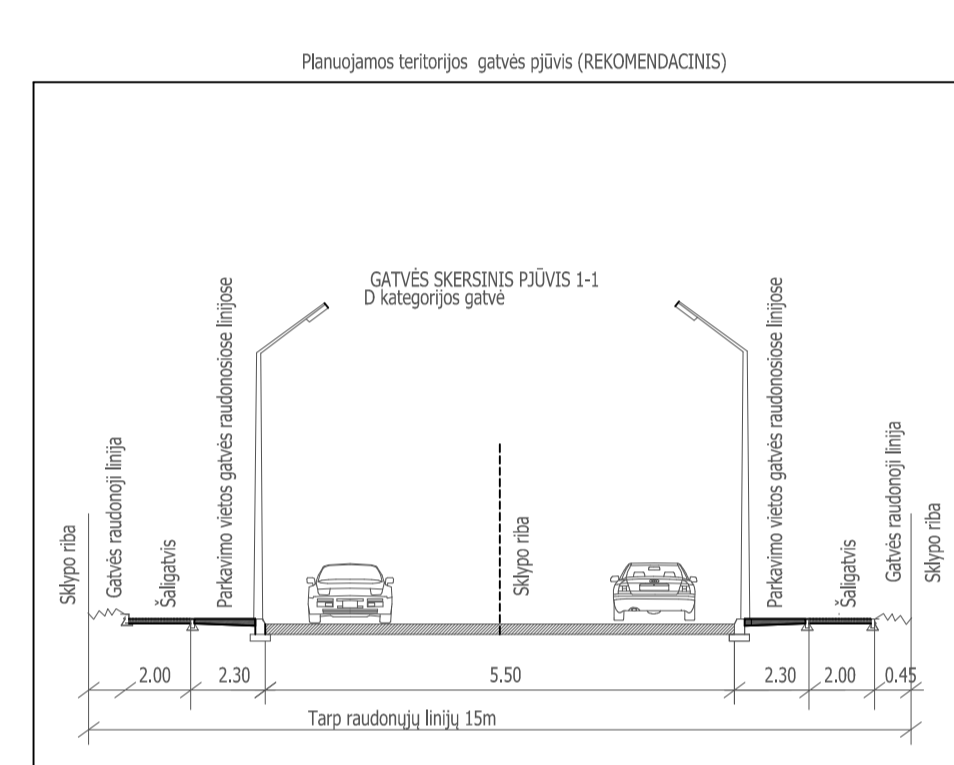 Planuojamos teritorijos gatvės pjūvis (REKOMENDACINIS)
GATVĖS SKERSINIS PJŪVIS 1-1
D kategorijos gatvė
Sklypo riba
Gatvės raudonoji linija
Šaligatvis
Parkavimo vietos gatvės raudonosiose linijose
Sklypo riba
Parkavimo vietos gatvės raudonosiose linijose
Šaligatvis
Gatvės raudonoji linija
Sklypo riba
2.00 2.30 5.50 2.30 2.00 0.45
Tarp raudonųjų linijų 15m